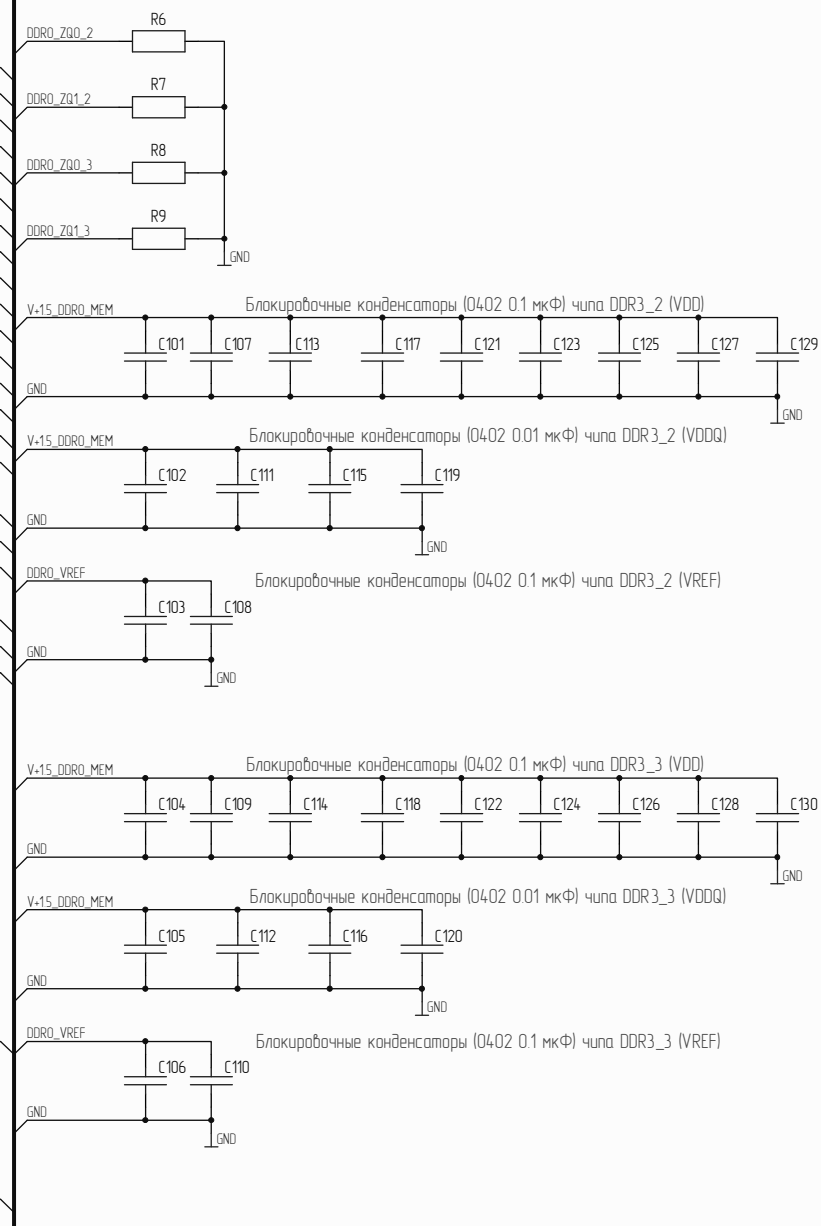 R6
DDR0_ZQ0_2
R7
DDR0_ZQ1_2
R8
DDR0_ZQ0_3
R9
DDR0_ZQ1_3
GND
V+15_DDR0_MEM Блокировочные конденсаторы (0402 0.1 мкФ) чипа DDR3_2 (VDD)
C101 C107 C113 C117 C121 C123 C125 C127 C129
GND
GND
V+15_DDR0_MEM Блокировочные конденсаторы (0402 0.01 мкФ) чипа DDR3_2 (VDDQ)
C102 C111 C115 C119
GND
GND
DDR0_VREF Блокировочные конденсаторы (0402 0.1 мкФ) чипа DDR3_2 (VREF)
C103 C108
GND
GND
V+15_DDR0_MEM Блокировочные конденсаторы (0402 0.1 мкФ) чипа DDR3_3 (VDD)
C104 C109 C114 C118 C122 C124 C126 C128 C130
GND
GND
V+15_DDR0_MEM Блокировочные конденсаторы (0402 0.01 мкФ) чипа DDR3_3 (VDDQ)
C105 C112 C116 C120
GND
GND
DDR0_VREF Блокировочные конденсаторы (0402 0.1 мкФ) чипа DDR3_3 (VREF)
C106 C110
GND
GND